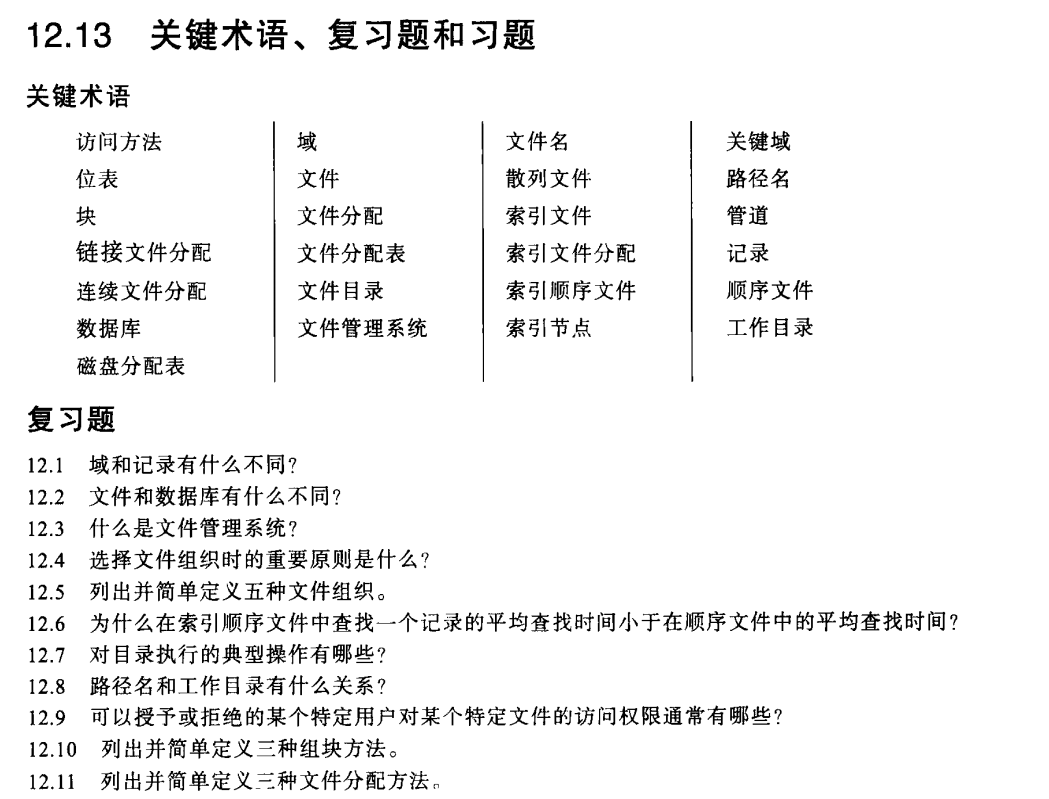 12.13 关键术语、复习题和习题
关键术语
访问方法 域 文件名 关键域
位表 文件 散列文件 路径名
块 文件分配 索引文件 管道
链接文件分配 文件分配表 索引文件分配 记录
连续文件分配 文件目录 索引顺序文件 顺序文件
数据库 文件管理系统 索引节点 工作目录
磁盘分配表
复习题
12.1 域和记录有什么不同?
12.2 文件和数据库有什么不同?
12.3 什么是文件管理系统?
12.4 选择文件组织时的重要原则是什么?
12.5 列出并简单定义五种文件组织。
12.6 为什么在索引顺序文件中查找一个记录的平均查找时间小于在顺序文件中的平均查找时间?
12.7 对目录执行的典型操作有哪些?
12.8 路径名和工作目录有什么关系?
12.9 可以授予或拒绝的某个特定用户对某个特定文件的访问权限通常有哪些?
12.10 列出并简单定义三种组块方法。
12.11 列出并简单定义三种文件分配方法。